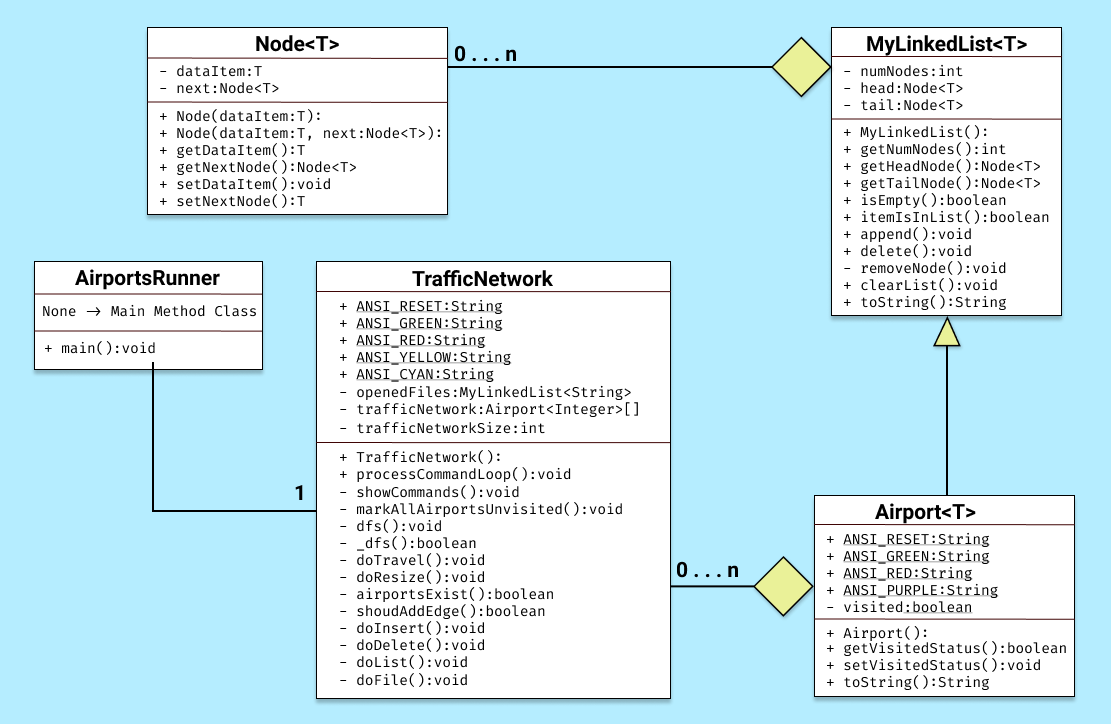 Node<T>
- dataItem:T
- next:Node<T>
+ Node(dataItem:T):
+ Node(dataItem:T, next:Node<T>):
+ getDataItem():T
+ getNextNode():Node<T>
+ setDataItem():void
+ setNextNode():T
0...n
MyLinkedList<T>
- numNodes:int
- head:Node<T>
- tail:Node<T>
+ MyLinkedList():
+ getNumNodes():int
+ getHeadNode():Node<T>
+ getTailNode():Node<T>
+ isEmpty():boolean
+ itemIsInList():boolean
+ append():void
+ delete():void
- removeNode():void
+ clearList():void
+ toString():String
AirportsRunner
None → Main Method Class
+ main():void
1
TrafficNetwork
+ ANSI_RESET:String
+ ANSI_GREEN:String
+ ANSI_RED:String
+ ANSI_YELLOW:String
+ ANSI_CYAN:String
- openedFiles:MyLinkedList<String>
- trafficNetwork:Airport<Integer>[]
- trafficNetworkSize:int
+ TrafficNetwork():
+ processCommandLoop():void
- showCommands():void
- markAllAirportsUnvisited():void
- dfs():void
- _dfs():boolean
- doTravel():void
- doResize():void
- airportsExist():boolean
- shoudAddEdge():boolean
- doInsert():void
- doDelete():void
- doList():void
- doFile():void
0...n
Airport<T>
+ ANSI_RESET:String
+ ANSI_GREEN:String
+ ANSI_RED:String
+ ANSI_PURPLE:String
- visited:boolean
+ Airport():
+ getVisitedStatus():boolean
+ setVisitedStatus():void
+ toString():String